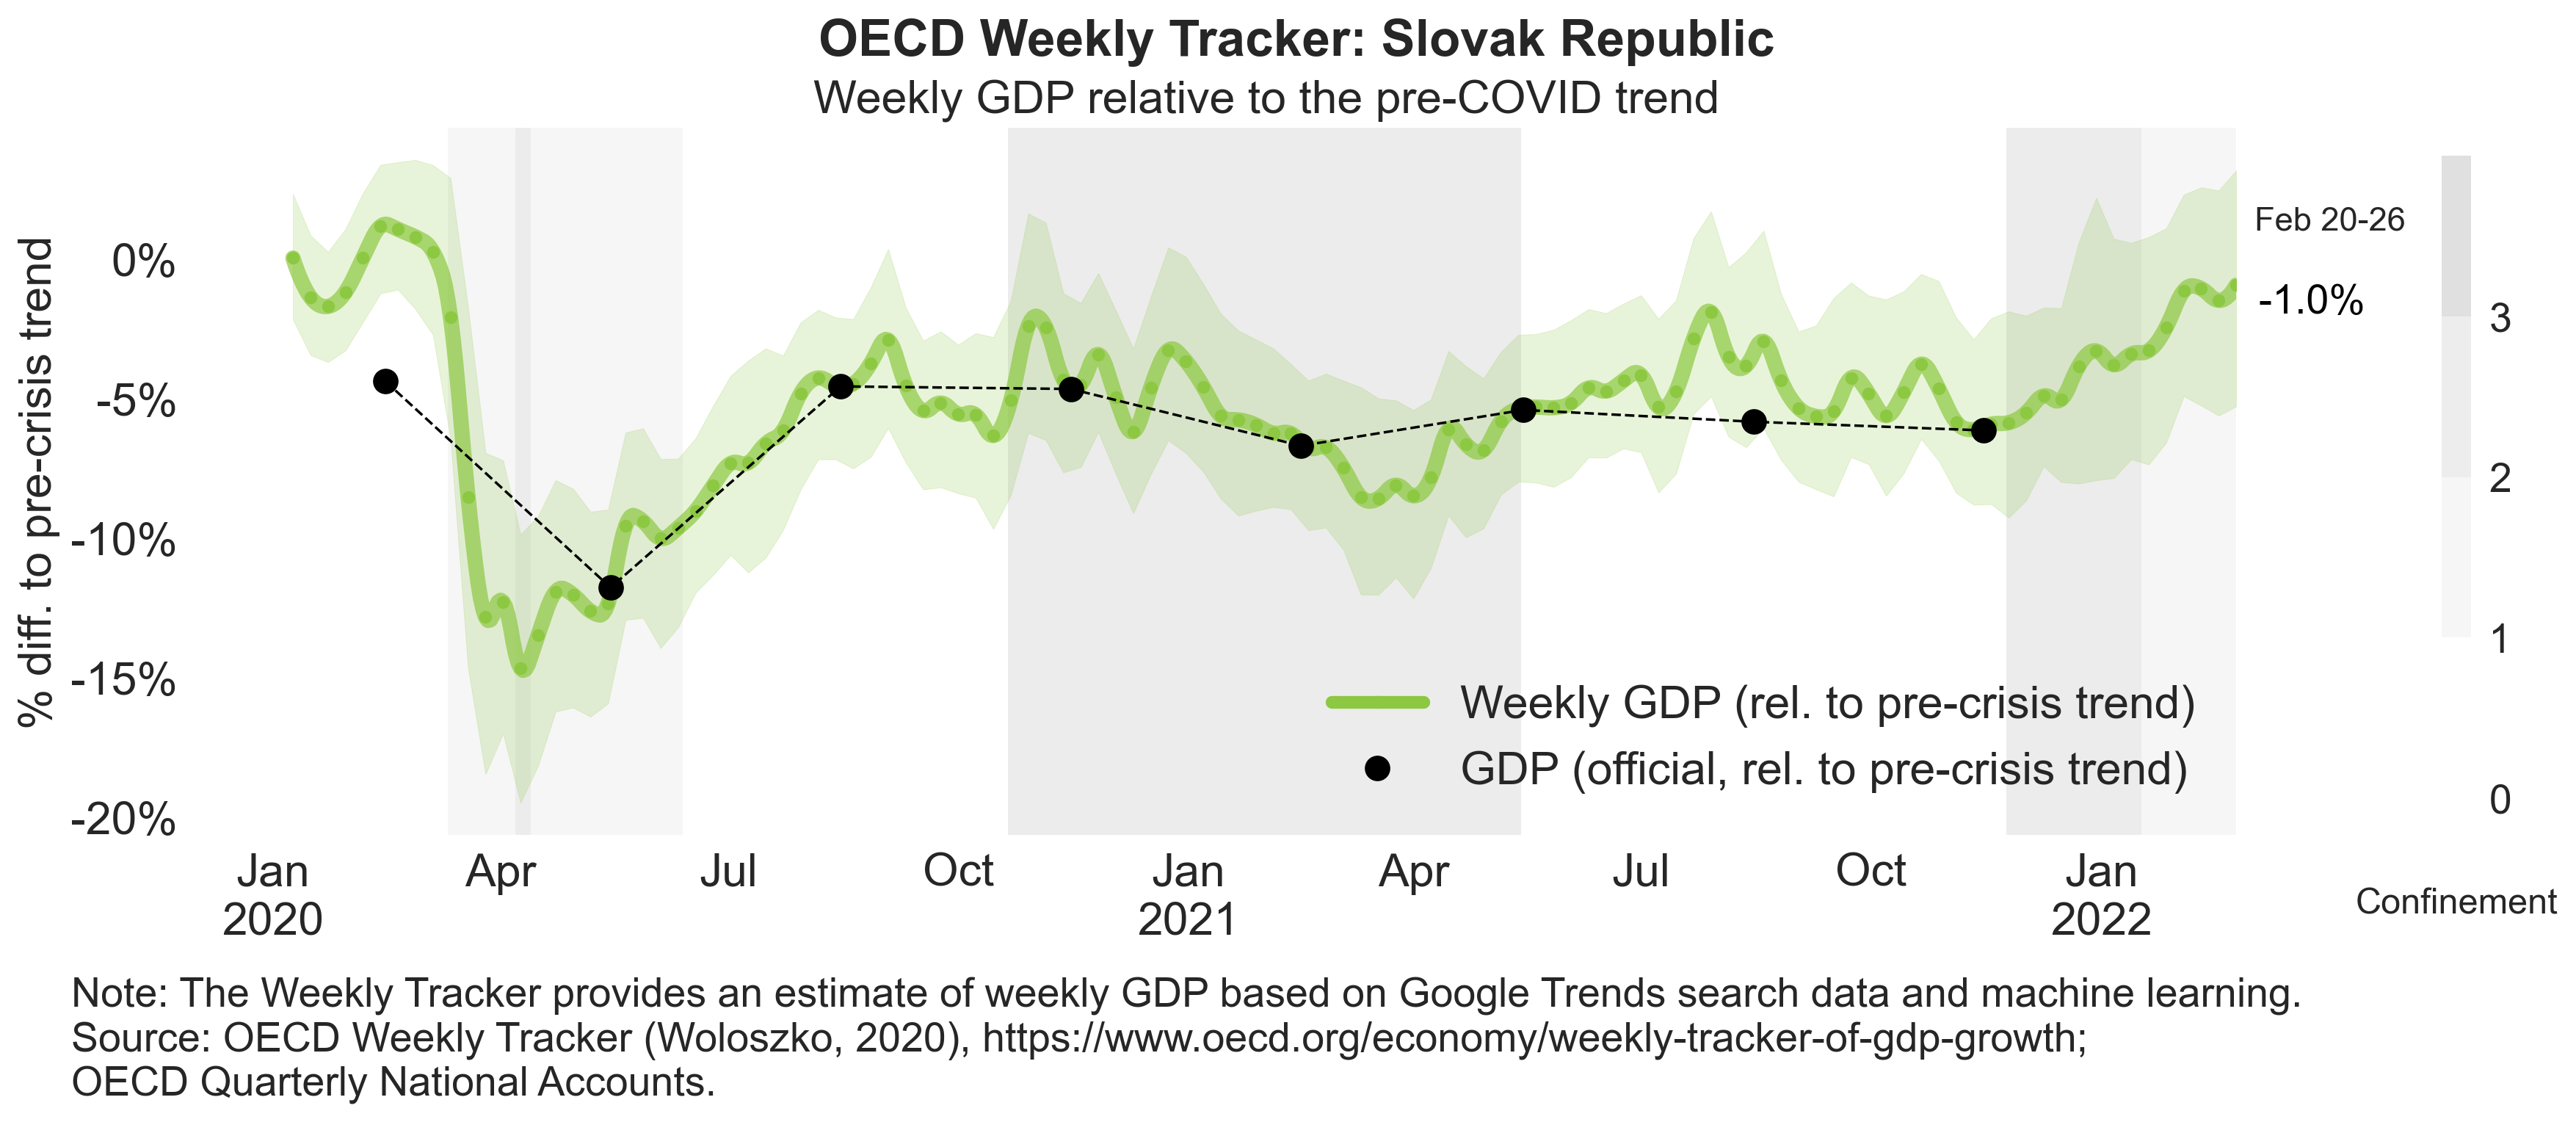 OECD Weekly Tracker: Slovak Republic
Weekly GDP relative to the pre-COVID trend
% diff. to pre-crisis trend
0%
-5%
-10%
-15%
-20%
Jan
2020
Apr
Jul
Oct
Jan
2021
Apr
Jul
Oct
Jan
2022
Feb 20-26
-1.0%
Weekly GDP (rel. to pre-crisis trend)
GDP (official, rel. to pre-crisis trend)
3
2
1
0
Confinement
Note: The Weekly Tracker provides an estimate of weekly GDP based on Google Trends search data and machine learning.
Source: OECD Weekly Tracker (Woloszko, 2020), https://www.oecd.org/economy/weekly-tracker-of-gdp-growth;
OECD Quarterly National Accounts.